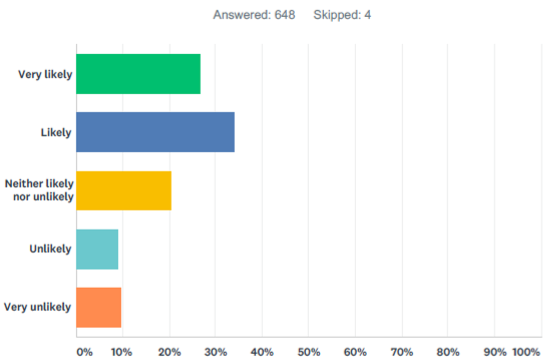 Answered: 648 Skipped: 4
Very likely
Likely
Neither likely
nor unlikely
Unlikely
Very unlikely
0% 10% 20% 30% 40% 50% 60% 70% 80% 90% 100%